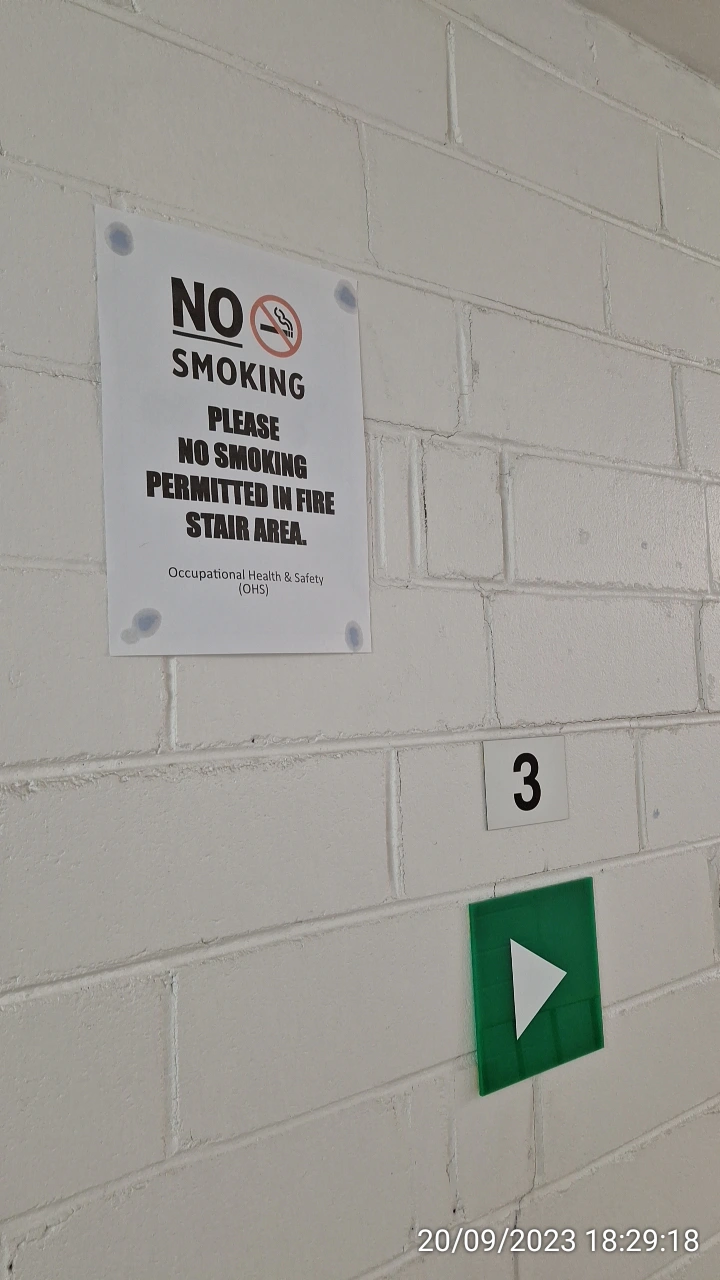 NO
SMOKING
PLEASE
NO SMOKING
PERMITTED IN FIRE
STAIR AREA.
Occupational Health & Safety
(OHS)
3
20/09/2023 18:29:18